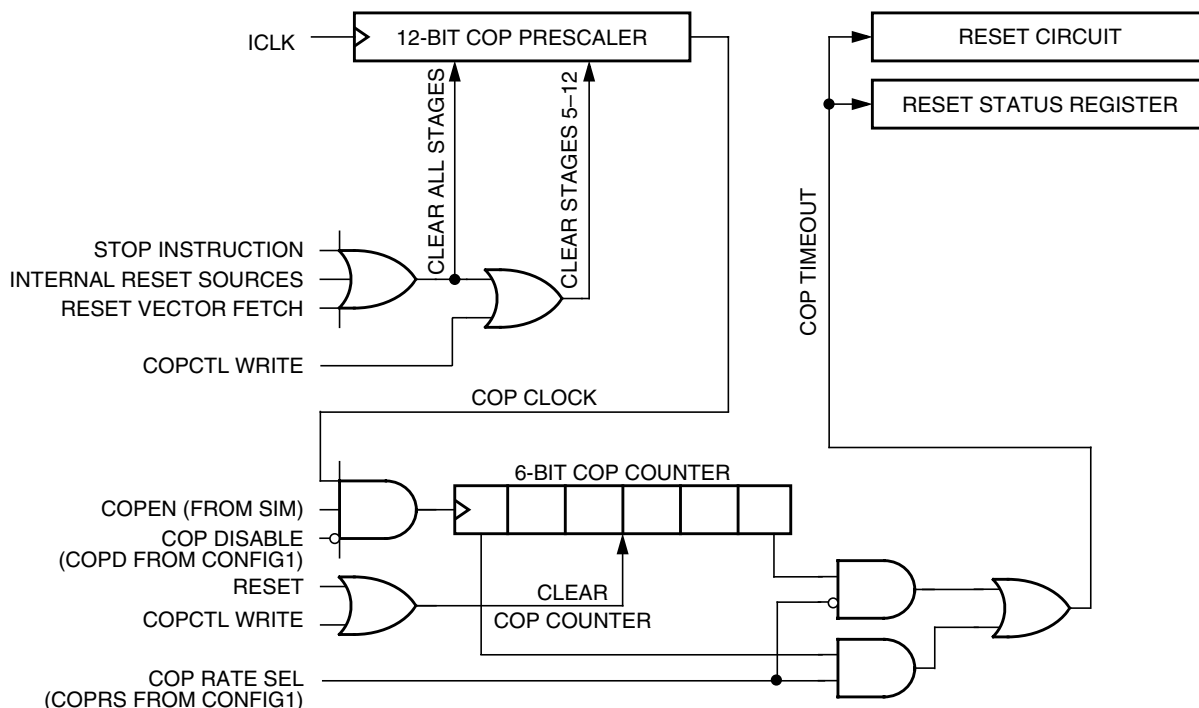 ICLK
12-BIT COP PRESCALER
RESET CIRCUIT
RESET STATUS REGISTER
CLEAR ALL STAGES
CLEAR STAGES 5–12
STOP INSTRUCTION
INTERNAL RESET SOURCES
RESET VECTOR FETCH
COPCTL WRITE
COP TIMEOUT
COP CLOCK
6-BIT COP COUNTER
COPEN (FROM SIM)
COP DISABLE
(COPD FROM CONFIG1)
RESET
COPCTL WRITE
CLEAR
COP COUNTER
COP RATE SEL
(COPRS FROM CONFIG1)